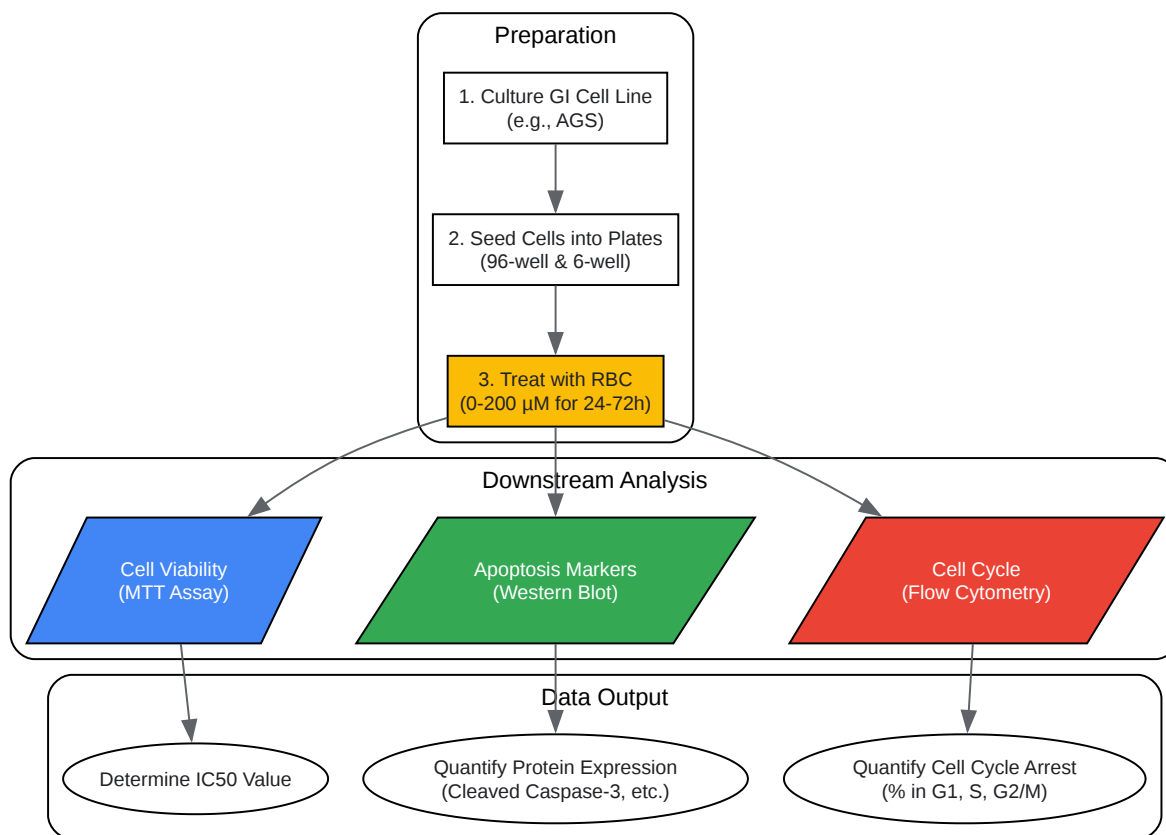 Preparation
1. Culture GI Cell Line
(e.g., AGS)
2. Seed Cells into Plates
(96-well & 6-well)
3. Treat with RBC
(0-200 µM for 24-72h)
Downstream Analysis
Cell Viability
(MTT Assay)
Apoptosis Markers
(Western Blot)
Cell Cycle
(Flow Cytometry)
Data Output
Determine IC50 Value
Quantify Protein Expression
(Cleaved Caspase-3, etc.)
Quantify Cell Cycle Arrest
(% in G1, S, G2/M)